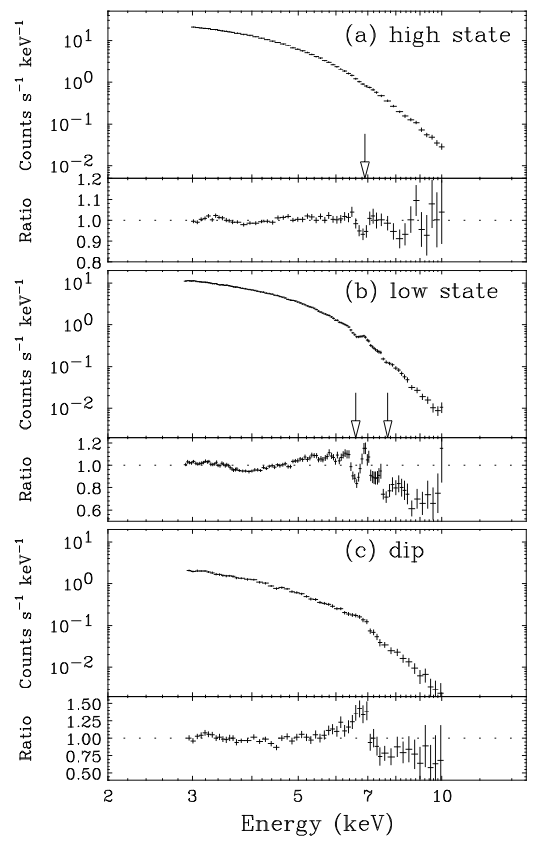 (a) high state
Counts s⁻¹ keV⁻¹
10¹
10⁰
10⁻¹
10⁻²
Ratio
1.2
1.1
1.0
0.9
0.8
(b) low state
Counts s⁻¹ keV⁻¹
10¹
10⁰
10⁻¹
10⁻²
Ratio
1.2
1.0
0.8
0.6
(c) dip
Counts s⁻¹ keV⁻¹
10¹
10⁰
10⁻¹
10⁻²
Ratio
1.50
1.25
1.00
0.75
0.50
2 3 5 7 10
Energy (keV)